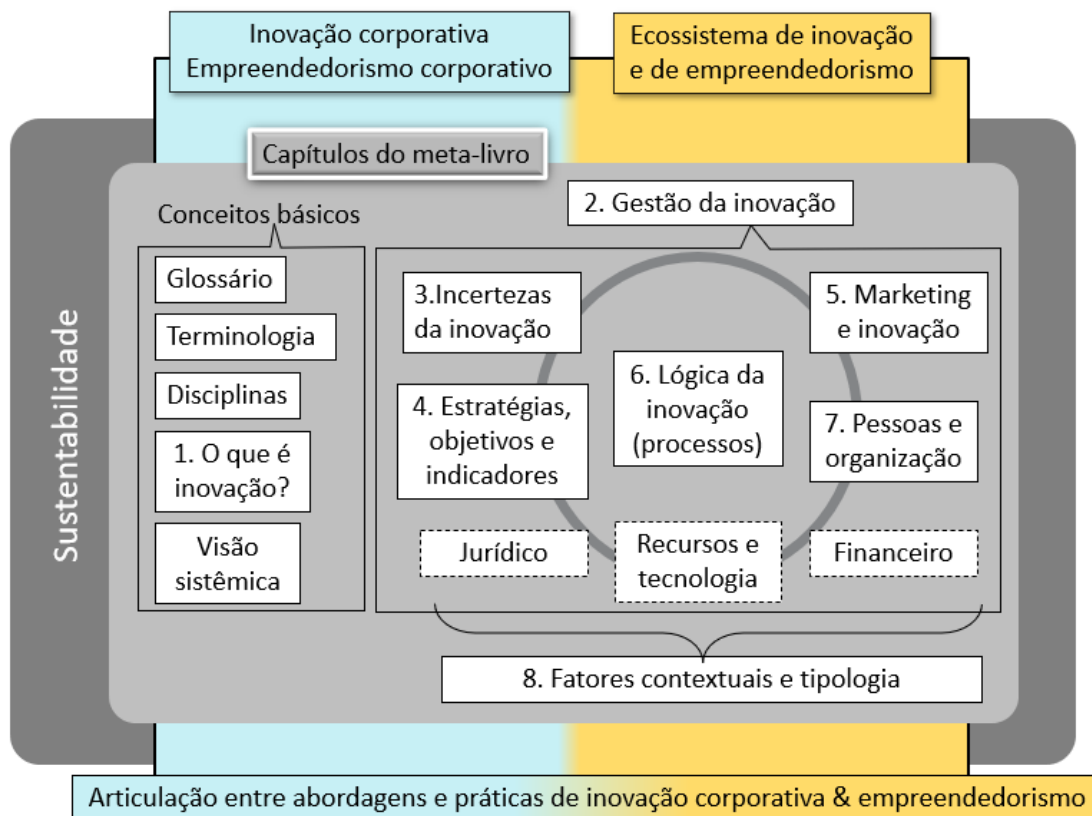 Inovação corporativa
Empreendedorismo corporativo
Ecossistema de inovação
e de empreendedorismo
Capítulos do meta-livro
Sustentabilidade
Conceitos básicos
Glossário
Terminologia
Disciplinas
1. O que é
inovação?
Visão
sistêmica
2. Gestão da inovação
3.Incertezas
da inovação
5. Marketing
e inovação
6. Lógica da
inovação
(processos)
4. Estratégias,
objetivos e
indicadores
7. Pessoas e
organização
Jurídico
Recursos e
tecnologia
Financeiro
8. Fatores contextuais e tipologia
Articulação entre abordagens e práticas de inovação corporativa & empreendedorismo